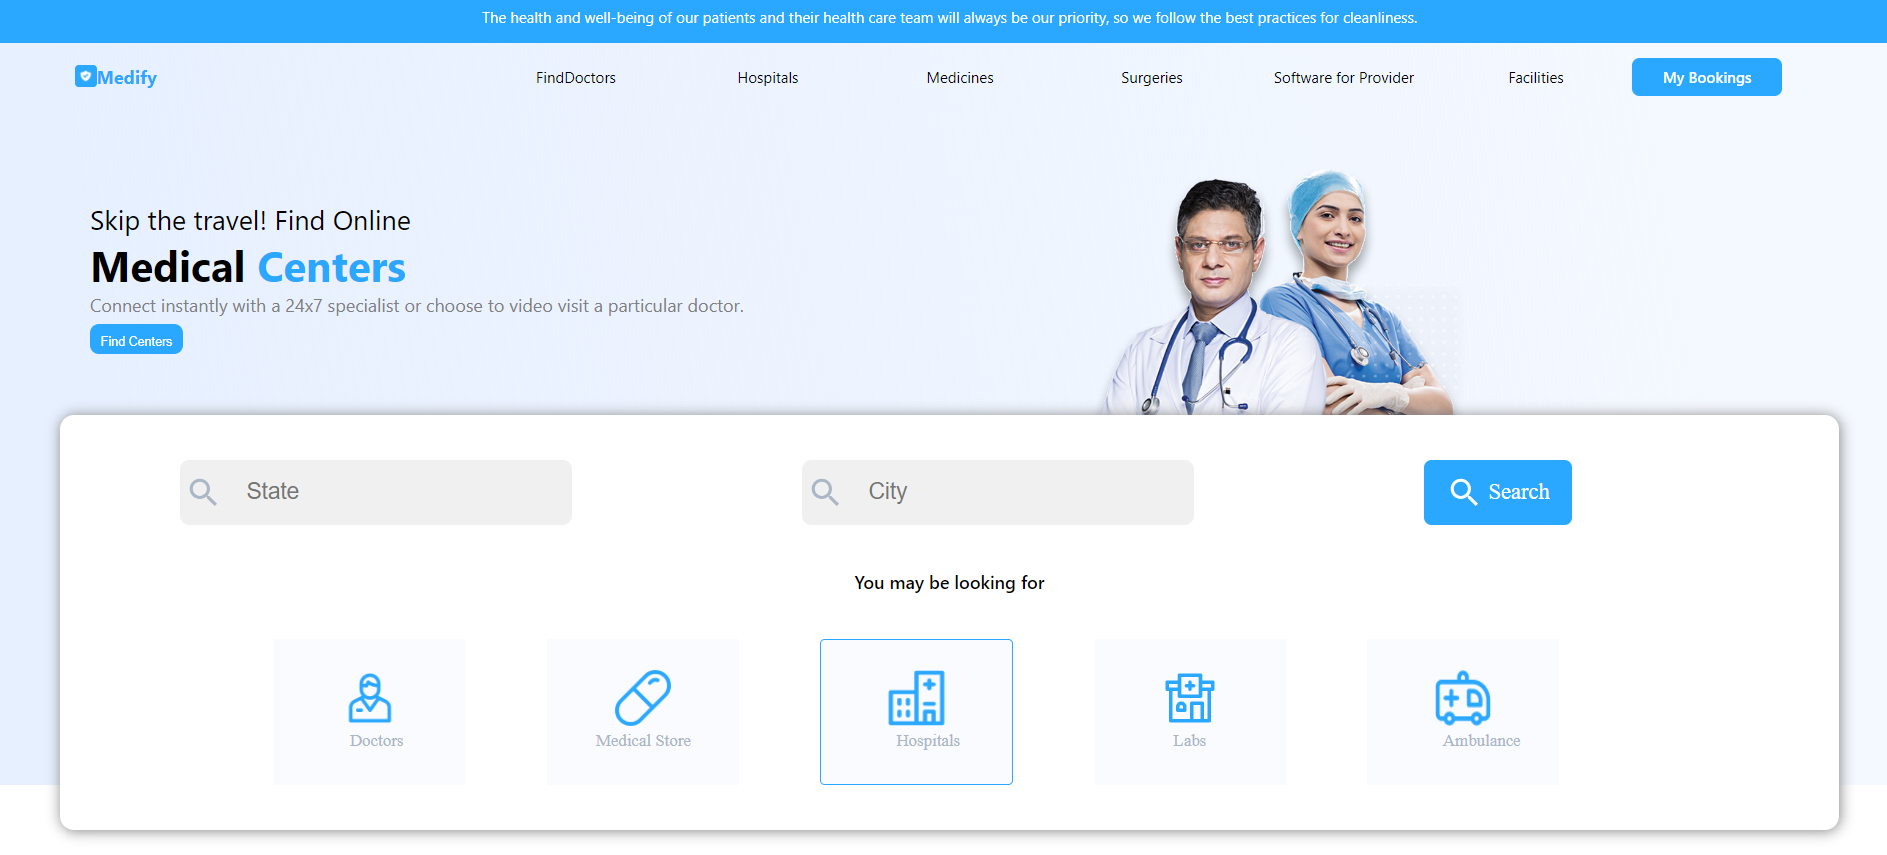 The health and well-being of our patients and their health care team will always be our priority, so we follow the best practices for cleanliness.
Medify
FindDoctors
Hospitals
Medicines
Surgeries
Software for Provider
Facilities
My Bookings
Skip the travel! Find Online
Medical Centers
Connect instantly with a 24x7 specialist or choose to video visit a particular doctor.
Find Centers
State
City
Search
You may be looking for
Doctors
Medical Store
Hospitals
Labs
Ambulance